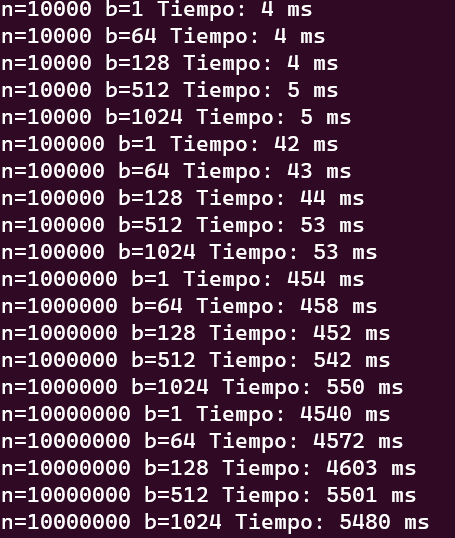 n=10000 b=1 Tiempo: 4 ms
n=10000 b=64 Tiempo: 4 ms
n=10000 b=128 Tiempo: 4 ms
n=10000 b=512 Tiempo: 5 ms
n=10000 b=1024 Tiempo: 5 ms
n=100000 b=1 Tiempo: 42 ms
n=100000 b=64 Tiempo: 43 ms
n=100000 b=128 Tiempo: 44 ms
n=100000 b=512 Tiempo: 53 ms
n=100000 b=1024 Tiempo: 53 ms
n=1000000 b=1 Tiempo: 454 ms
n=1000000 b=64 Tiempo: 458 ms
n=1000000 b=128 Tiempo: 452 ms
n=1000000 b=512 Tiempo: 542 ms
n=1000000 b=1024 Tiempo: 550 ms
n=10000000 b=1 Tiempo: 4540 ms
n=10000000 b=64 Tiempo: 4572 ms
n=10000000 b=128 Tiempo: 4603 ms
n=10000000 b=512 Tiempo: 5501 ms
n=10000000 b=1024 Tiempo: 5480 ms